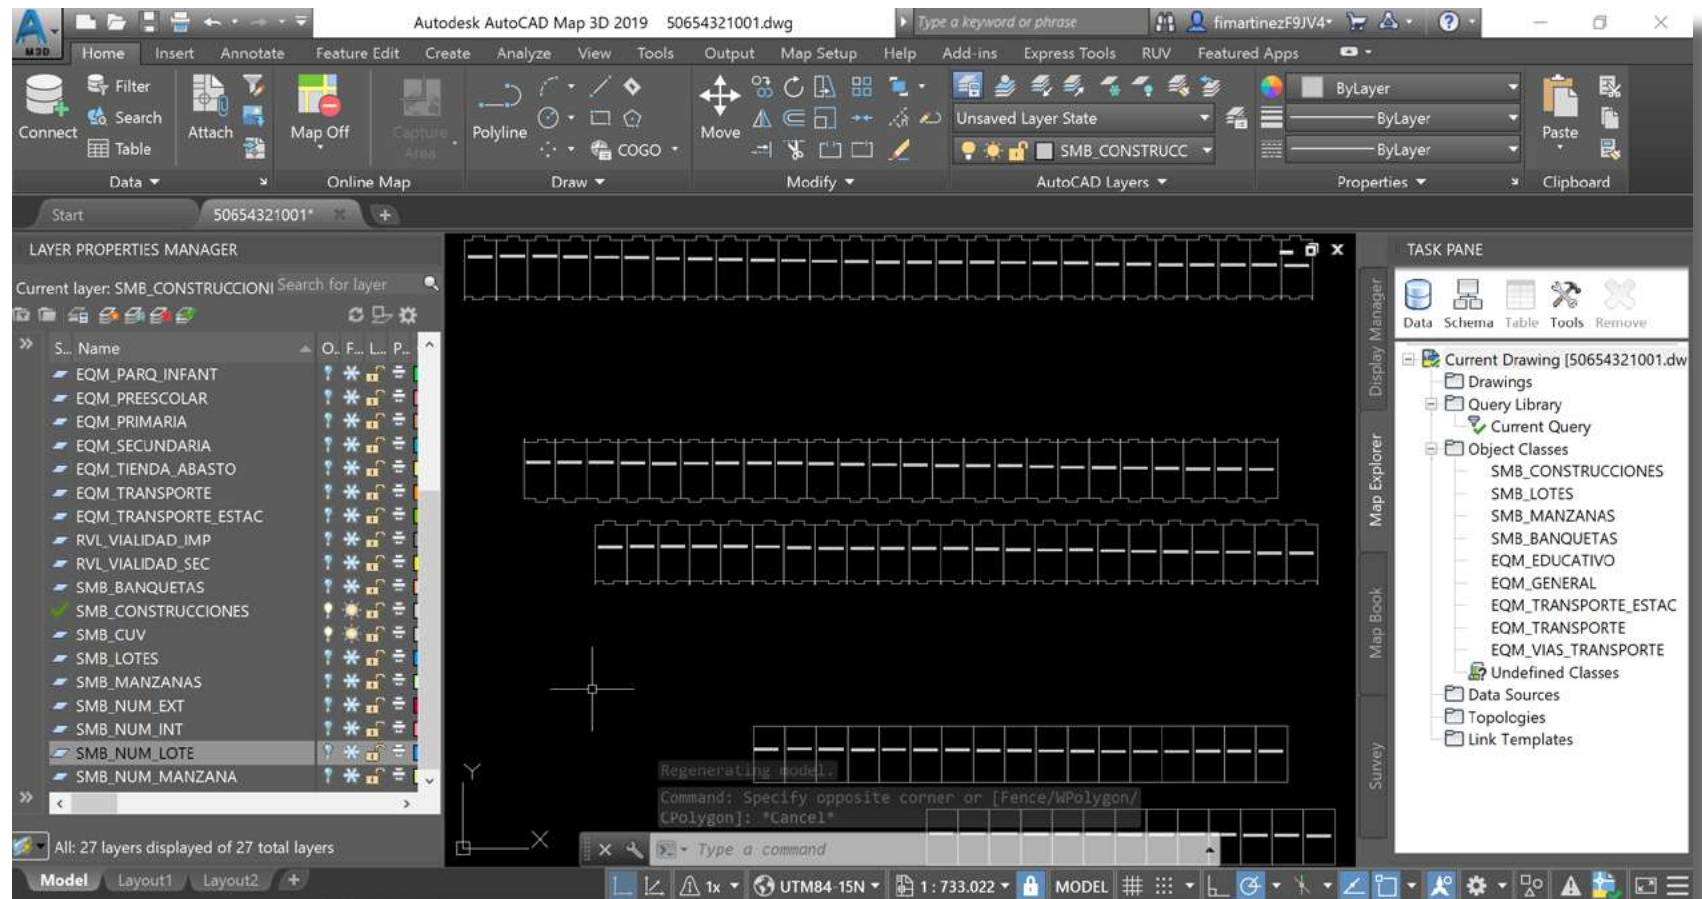 Autodesk AutoCAD Map 3D 2019 50654321001.dwg Type a keyword or phrase fimartinezF9JV4
M3D Home Insert Annotate Feature Edit Create Analyze View Tools Output Map Setup Help Add-ins Express Tools RUV Featured Apps
Connect Filter Search Table Attach Map Off Capture Area Polyline COGO Move
Unsaved Layer State
SMB_CONSTRUCC
ByLayer
ByLayer
ByLayer
Paste
Data Online Map Draw Modify AutoCAD Layers Properties Clipboard
Start 50654321001*
LAYER PROPERTIES MANAGER
Current layer: SMB_CONSTRUCCIONI Search for layer
S... Name O.. F... L... P...
EQM_PARQ_INFANT
EQM_PREESCOLAR
EQM_PRIMARIA
EQM_SECUNDARIA
EQM_TIENDA_ABASTO
EQM_TRANSPORTE
EQM_TRANSPORTE_ESTAC
RVL_VIALIDAD_IMP
RVL_VIALIDAD_SEC
SMB_BANQUETAS
SMB_CONSTRUCCIONES
SMB_CUV
SMB_LOTES
SMB_MANZANAS
SMB_NUM_EXT
SMB_NUM_INT
SMB_NUM_LOTE
SMB_NUM_MANZANA
All: 27 layers displayed of 27 total layers
Y
X
Regenerating model.
Command: Specify opposite corner or [Fence/WPolygon/
CPolygon]: *Cancel*
Type a command
Display Manager
Map Explorer
Map Book
Survey
TASK PANE
Data Schema Table Tools Remove
Current Drawing [50654321001.dw
Drawings
Query Library
Current Query
Object Classes
SMB_CONSTRUCCIONES
SMB_LOTES
SMB_MANZANAS
SMB_BANQUETAS
EQM_EDUCATIVO
EQM_GENERAL
EQM_TRANSPORTE_ESTAC
EQM_TRANSPORTE
EQM_VIAS_TRANSPORTE
Undefined Classes
Data Sources
Topologies
Link Templates
Model Layout1 Layout2 + 1x UTM84-15N 1 : 733.022 MODEL